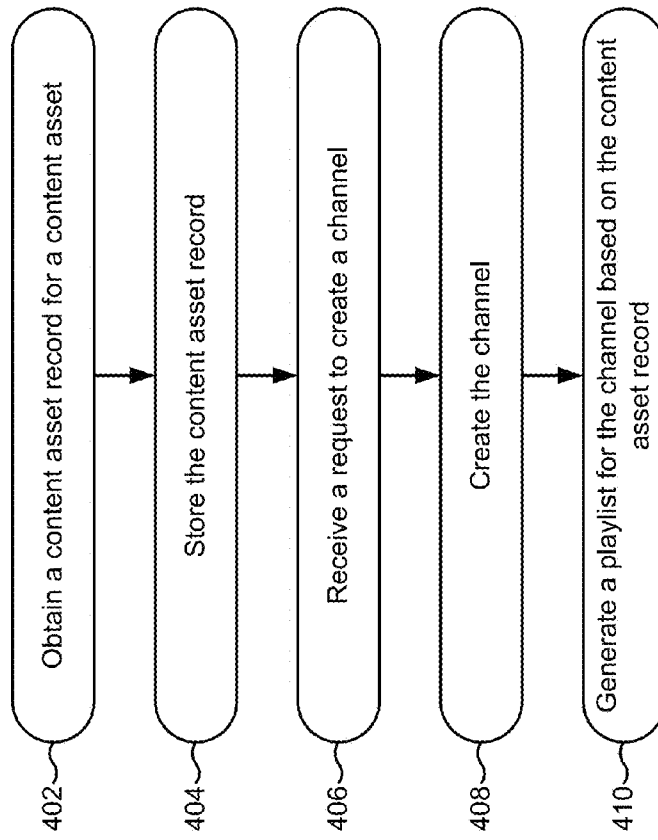 402
Obtain a content asset record for a content asset
404
Store the content asset record
406
Receive a request to create a channel
408
Create the channel
410
Generate a playlist for the channel based on the content
asset record